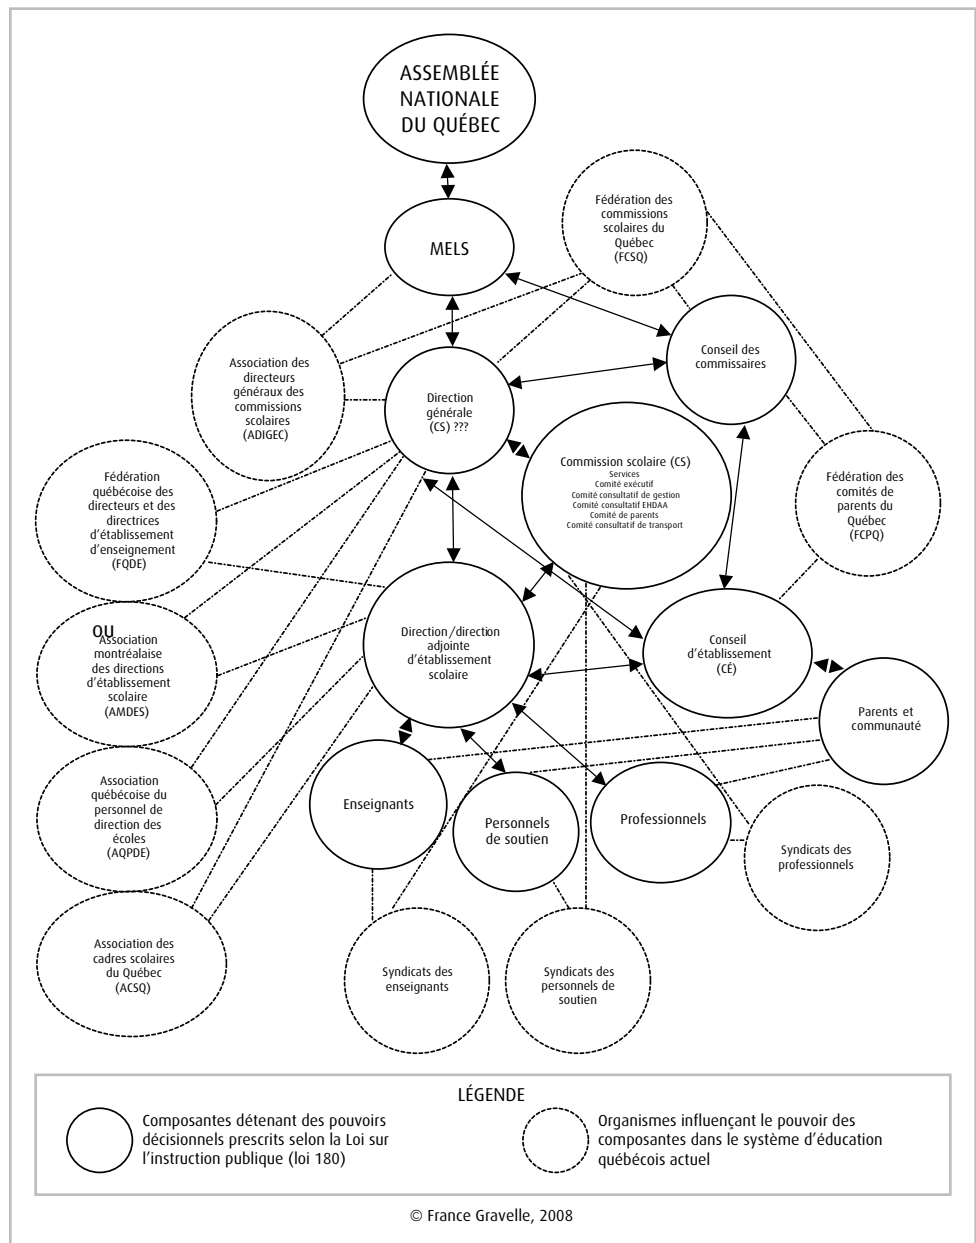 ASSEMBLÉE
NATIONALE
DU QUÉBEC
MELS
Fédération des
commissions
scolaires du
Québec
(FCSQ)
Association des
directeurs
généraux des
commissions
scolaires
(ADIGEC)
Direction
générale
(CS) ???
Conseil des
commissaires
Commission scolaire (CS)
Services
Comité exécutif
Comité consultatif de gestion
Comité consultatif EHDAA
Comité de parents
Comité consultatif de transport
Fédération des
comités de
parents du
Québec
(FCPQ)
Fédération
québécoise des
directeurs et des
directrices
d'établissement
d'enseignement
(FQDE)
OU
Association
montréalaise
des directions
d'établissement
scolaire
(AMDES)
Direction/direction
adjointe
d'établissement
scolaire
Conseil
d'établissement
(CÉ)
Parents et
communauté
Association
québécoise du
personnel de
direction des
écoles
(AQPDE)
Enseignants
Personnels
de soutien
Professionnels
Syndicats des
professionnels
Association des
cadres scolaires
du Québec
(ACSQ)
Syndicats des
enseignants
Syndicats des
personnels de
soutien
LÉGENDE
Composantes détenant des pouvoirs
décisionnels prescrits selon la Loi sur
l'instruction publique (loi 180)
Organismes influençant le pouvoir des
composantes dans le système d'éducation
québécois actuel
© France Gravelle, 2008